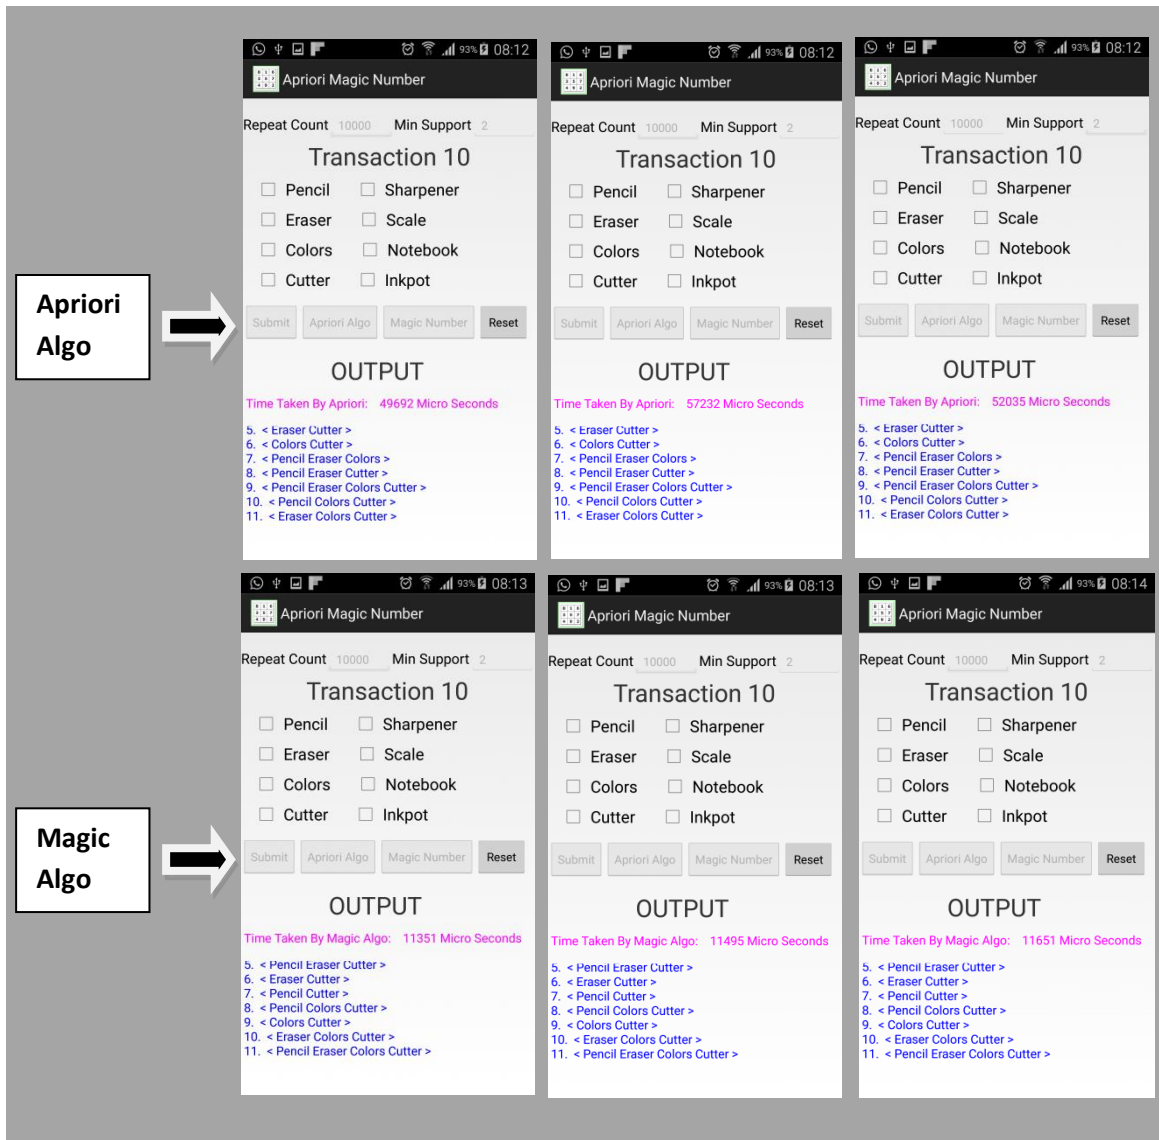 Apriori
Algo
93% 08:12
Apriori Magic Number
Repeat Count 10000 Min Support 2
Transaction 10
Pencil Sharpener
Eraser Scale
Colors Notebook
Cutter Inkpot
Submit Apriori Algo Magic Number Reset
OUTPUT
Time Taken By Apriori: 49692 Micro Seconds
5. < Eraser Cutter >
6. < Colors Cutter >
7. < Pencil Eraser Colors >
8. < Pencil Eraser Cutter >
9. < Pencil Eraser Colors Cutter >
10. < Pencil Colors Cutter >
11. < Eraser Colors Cutter >
93% 08:12
Apriori Magic Number
Repeat Count 10000 Min Support 2
Transaction 10
Pencil Sharpener
Eraser Scale
Colors Notebook
Cutter Inkpot
Submit Apriori Algo Magic Number Reset
OUTPUT
Time Taken By Apriori: 57232 Micro Seconds
5. < Eraser Cutter >
6. < Colors Cutter >
7. < Pencil Eraser Colors >
8. < Pencil Eraser Cutter >
9. < Pencil Eraser Colors Cutter >
10. < Pencil Colors Cutter >
11. < Eraser Colors Cutter >
93% 08:12
Apriori Magic Number
Repeat Count 10000 Min Support 2
Transaction 10
Pencil Sharpener
Eraser Scale
Colors Notebook
Cutter Inkpot
Submit Apriori Algo Magic Number Reset
OUTPUT
Time Taken By Apriori: 52035 Micro Seconds
5. < Eraser Cutter >
6. < Colors Cutter >
7. < Pencil Eraser Colors >
8. < Pencil Eraser Cutter >
9. < Pencil Eraser Colors Cutter >
10. < Pencil Colors Cutter >
11. < Eraser Colors Cutter >
Magic
Algo
93% 08:13
Apriori Magic Number
Repeat Count 10000 Min Support 2
Transaction 10
Pencil Sharpener
Eraser Scale
Colors Notebook
Cutter Inkpot
Submit Apriori Algo Magic Number Reset
OUTPUT
Time Taken By Magic Algo: 11351 Micro Seconds
5. < Pencil Eraser Cutter >
6. < Eraser Cutter >
7. < Pencil Cutter >
8. < Pencil Colors Cutter >
9. < Colors Cutter >
10. < Eraser Colors Cutter >
11. < Pencil Eraser Colors Cutter >
93% 08:13
Apriori Magic Number
Repeat Count 10000 Min Support 2
Transaction 10
Pencil Sharpener
Eraser Scale
Colors Notebook
Cutter Inkpot
Submit Apriori Algo Magic Number Reset
OUTPUT
Time Taken By Magic Algo: 11495 Micro Seconds
5. < Pencil Eraser Cutter >
6. < Eraser Cutter >
7. < Pencil Cutter >
8. < Pencil Colors Cutter >
9. < Colors Cutter >
10. < Eraser Colors Cutter >
11. < Pencil Eraser Colors Cutter >
93% 08:14
Apriori Magic Number
Repeat Count 10000 Min Support 2
Transaction 10
Pencil Sharpener
Eraser Scale
Colors Notebook
Cutter Inkpot
Submit Apriori Algo Magic Number Reset
OUTPUT
Time Taken By Magic Algo: 11651 Micro Seconds
5. < Pencil Eraser Cutter >
6. < Eraser Cutter >
7. < Pencil Cutter >
8. < Pencil Colors Cutter >
9. < Colors Cutter >
10. < Eraser Colors Cutter >
11. < Pencil Eraser Colors Cutter >